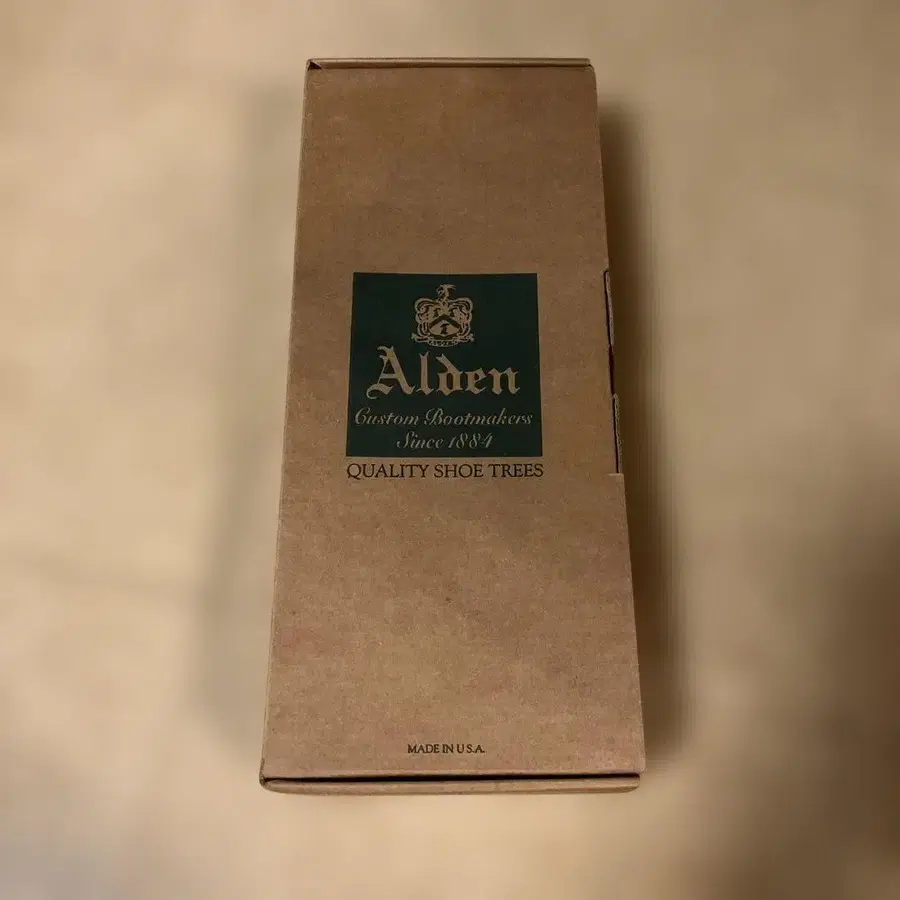 Alden
Custom Bootmakers
Since 1884
QUALITY SHOE TREES
MADE IN U.S.A.